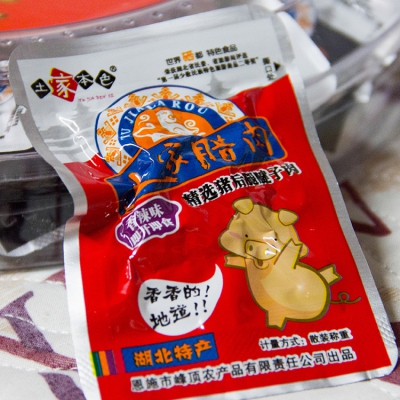 世界硒都 特色食品
土家本色
TU JIA LA ROU
土家腊肉
精选猪后腿腱子肉
香辣味
即开即食
香香的！
地道！！
湖北特产
计量方式：散装称重
恩施市峰顶农产品有限责任公司出品